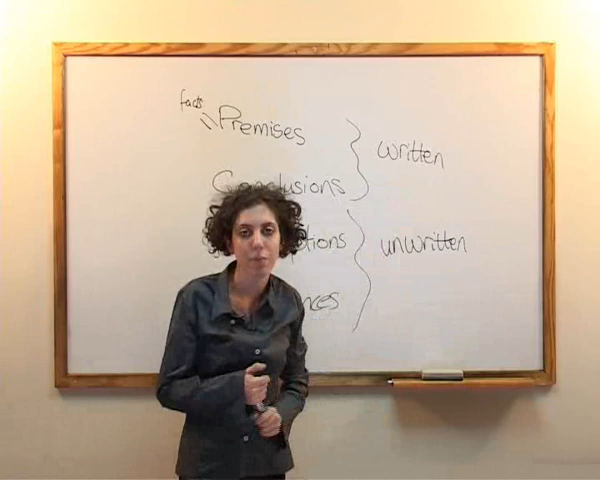 facts
Premises
written
Conclusions
unwritten